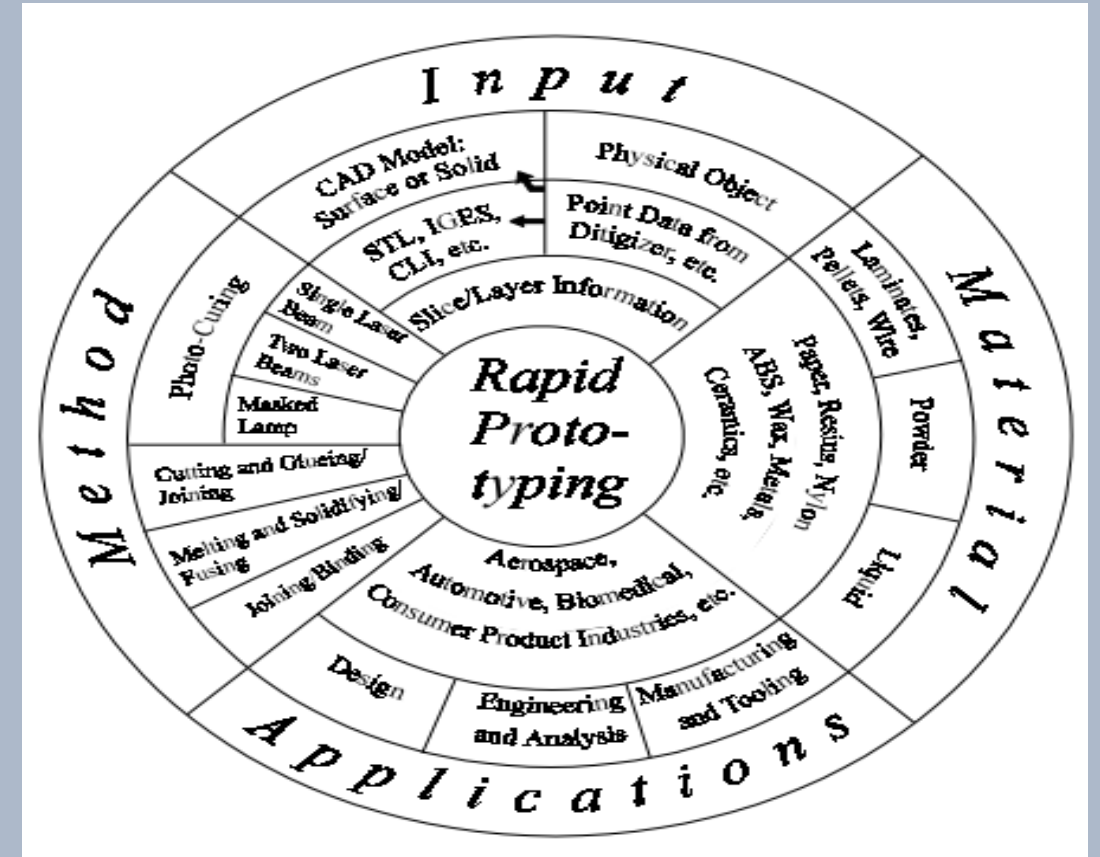 Input
CAD Model:
Surface or Solid
Physical Object
STL, IGES,
CLI, etc.
Point Data from
Ditigizer, etc.
Slice/Layer Information
Method
Photo-Curing
Single Laser
Beam
Two Laser
Beams
Masked
Lamp
Cutting and Glueing/
Joining
Melting and Solidifying/
Fusing
Joining/Binding
Rapid
Proto-
typing
Material
Laminates,
Pellets, Wire
Powder
Liquid
Paper, Resins, Nylon
ABS, Wax, Metals,
Ceramics, etc.
Aerospace,
Automotive, Biomedical,
Consumer Product Industries, etc.
Design
Engineering
and Analysis
Manufacturing
and Tooling
Applications